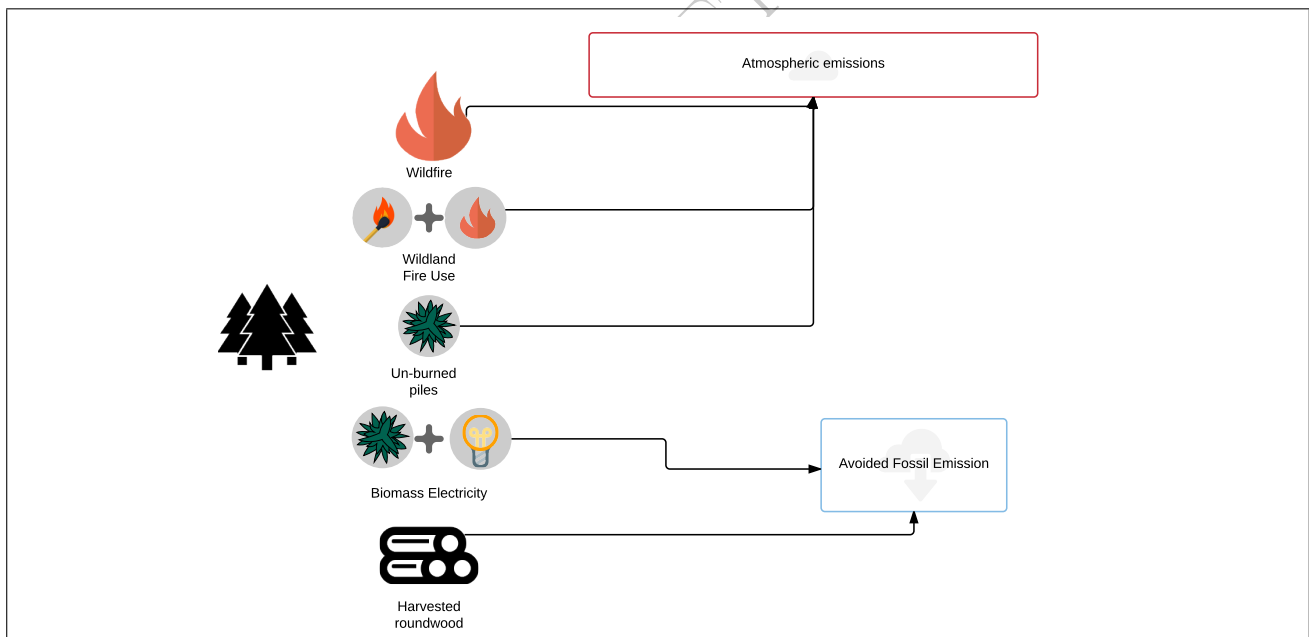 Atmospheric emissions
Wildfire
Wildland
Fire Use
Un-burned
piles
Biomass Electricity
Avoided Fossil Emission
Harvested
roundwood